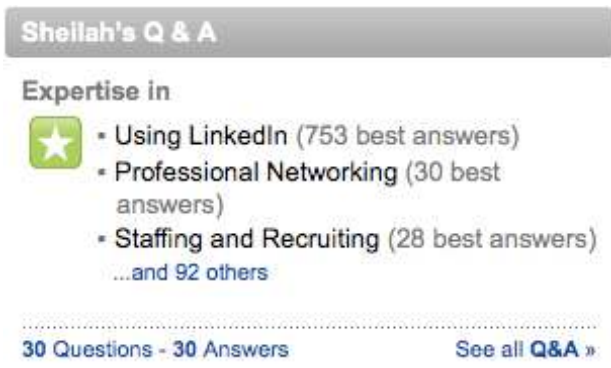 Sheilah's Q & A
Expertise in
▪ Using LinkedIn (753 best answers)
▪ Professional Networking (30 best
answers)
▪ Staffing and Recruiting (28 best answers)
...and 92 others
30 Questions - 30 Answers
See all Q&A »